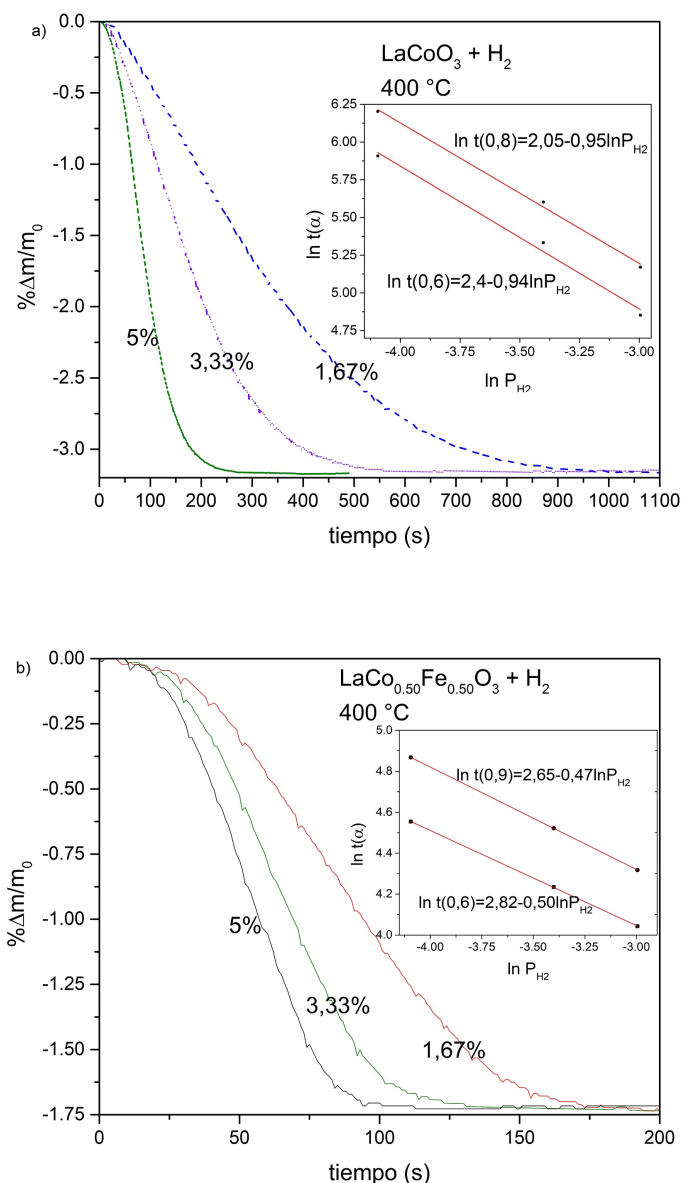 a)
LaCoO3 + H2
400 °C
0.0
-0.5
-1.0
-1.5
-2.0
-2.5
-3.0
%Δm/m0
5%
3,33%
1,67%
0 100 200 300 400 500 600 700 800 900 1000 1100
tiempo (s)
6.25
6.00
5.75
5.50
5.25
5.00
4.75
ln t(α)
ln t(0,8)=2,05-0,95lnPH2
ln t(0,6)=2,4-0,94lnPH2
-4.00 -3.75 -3.50 -3.25 -3.00
ln PH2
b)
LaCo0.50Fe0.50O3 + H2
400 °C
0.00
-0.25
-0.50
-0.75
-1.00
-1.25
-1.50
-1.75
%Δm/m0
5%
3,33%
1,67%
0 50 100 150 200
tiempo (s)
5.0
4.8
4.6
4.4
4.2
4.0
ln t(α)
ln t(0,9)=2,65-0,47lnPH2
ln t(0,6)=2,82-0,50lnPH2
-4.00 -3.75 -3.50 -3.25 -3.00
ln PH2